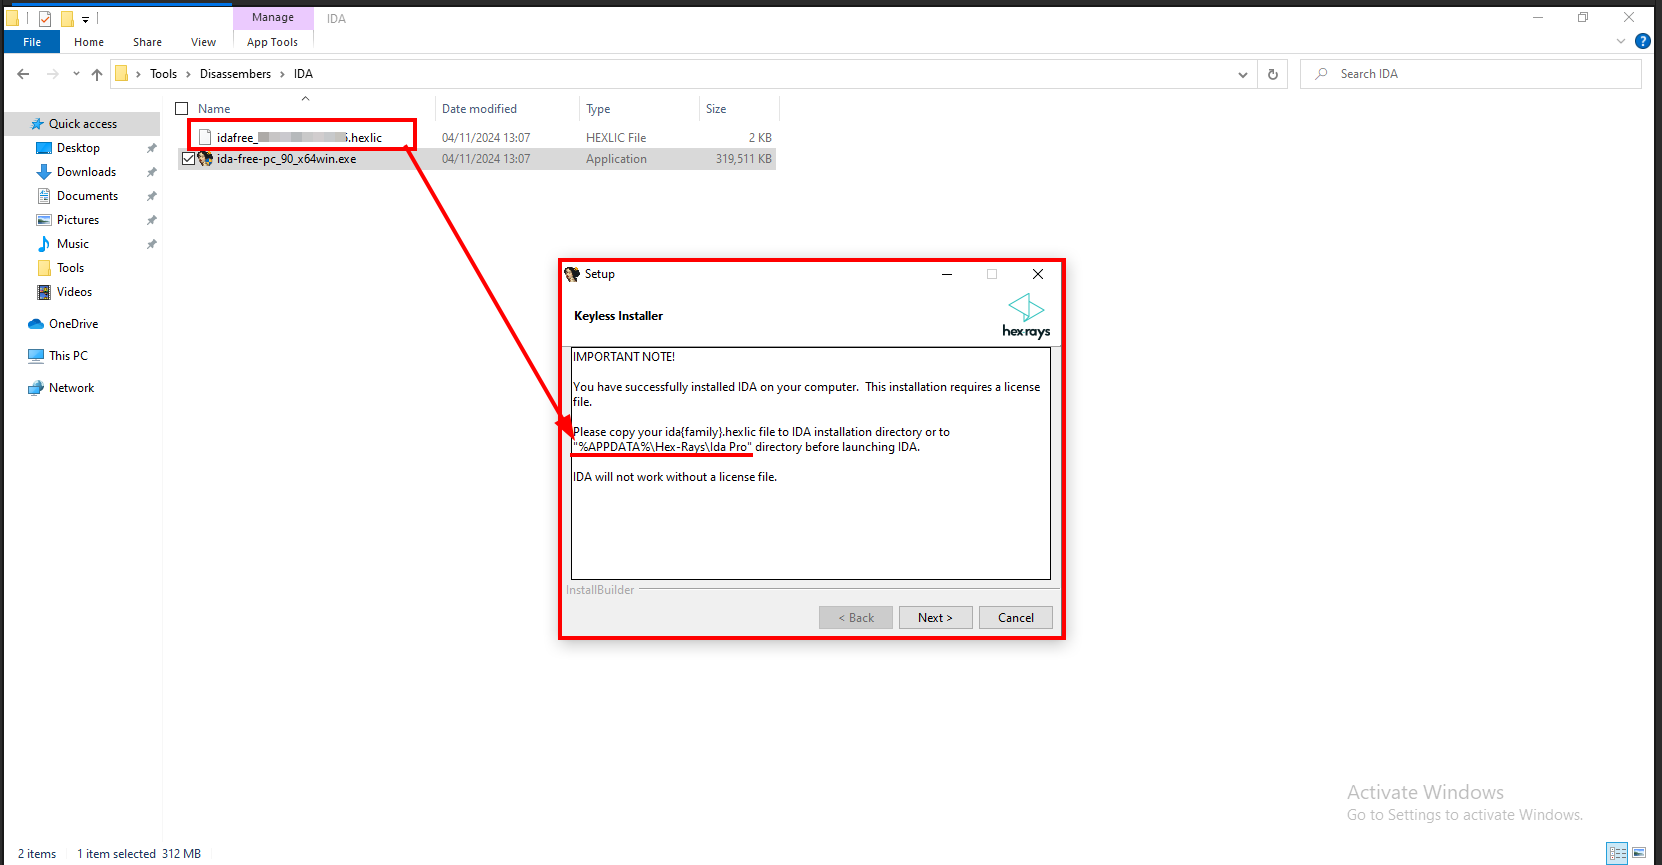 Manage
IDA
File
Home
Share
View
App Tools
Tools
Disassembers
IDA
Search IDA
Name
Date modified
Type
Size
idafree_
.hexlic
04/11/2024 13:07
HEXLIC File
2 KB
ida-free-pc_90_x64win.exe
04/11/2024 13:07
Application
319,511 KB
Quick access
Desktop
Downloads
Documents
Pictures
Music
Tools
Videos
OneDrive
This PC
Network
Setup
Keyless Installer
hex-rays
IMPORTANT NOTE!
You have successfully installed IDA on your computer.  This installation requires a license
file.
Please copy your ida{family}.hexlic file to IDA installation directory or to
"%APPDATA%\Hex-Rays\Ida Pro" directory before launching IDA.
IDA will not work without a license file.
InstallBuilder
< Back
Next >
Cancel
Activate Windows
Go to Settings to activate Windows.
2 items
1 item selected
312 MB